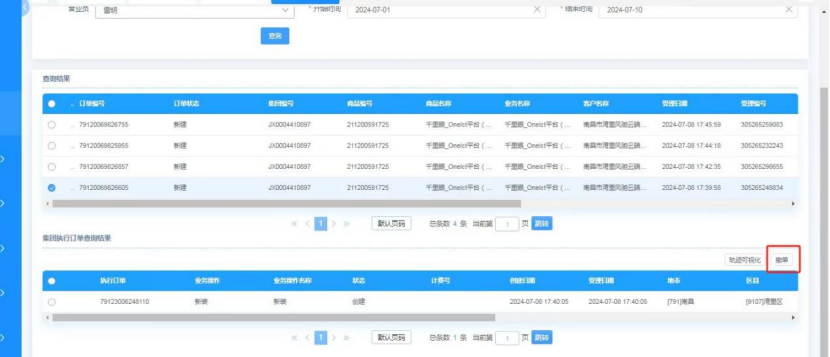 营业员 雷明 * 开始时间 2024-07-01 * 结束时间 2024-07-10
查询
查询结果
订单编号 订单状态 集团编号 商品编号 商品名称 业务名称 客户名称 受理日期 受理编号
... 79120069826755 新建 JX0004410897 211200591725 千里眼_OneIct平台 ( ... 千里眼_OneIct平台 ( ... 南昌市湾里风驰云端... 2024-07-08 17:45:59 305265259083
... 79120069825955 新建 JX0004410897 211200591725 千里眼_OneIct平台 ( ... 千里眼_OneIct平台 ( ... 南昌市湾里风驰云端... 2024-07-08 17:44:18 305265232243
... 79120069826657 新建 JX0004410897 211200591725 千里眼_OneIct平台 ( ... 千里眼_OneIct平台 ( ... 南昌市湾里风驰云端... 2024-07-08 17:42:35 305265296655
... 79120069826605 新建 JX0004410897 211200591725 千里眼_OneIct平台 ( ... 千里眼_OneIct平台 ( ... 南昌市湾里风驰云端... 2024-07-08 17:39:58 305265246834
« < 1 > » 默认页码 总条数 4 条 当前第 1 页 跳转
集团执行订单查询结果
轨迹可视化 撤单
执行订单 业务操作 业务操作名称 状态 计费号 创建日期 受理日期 地市 区县
79123006248110 新装 新装 创建 2024-07-08 17:40:05 2024-07-08 17:40:05 [791]南昌 [9107]湾里区
« < 1 > » 默认页码 总条数 1 条 当前第 1 页 跳转